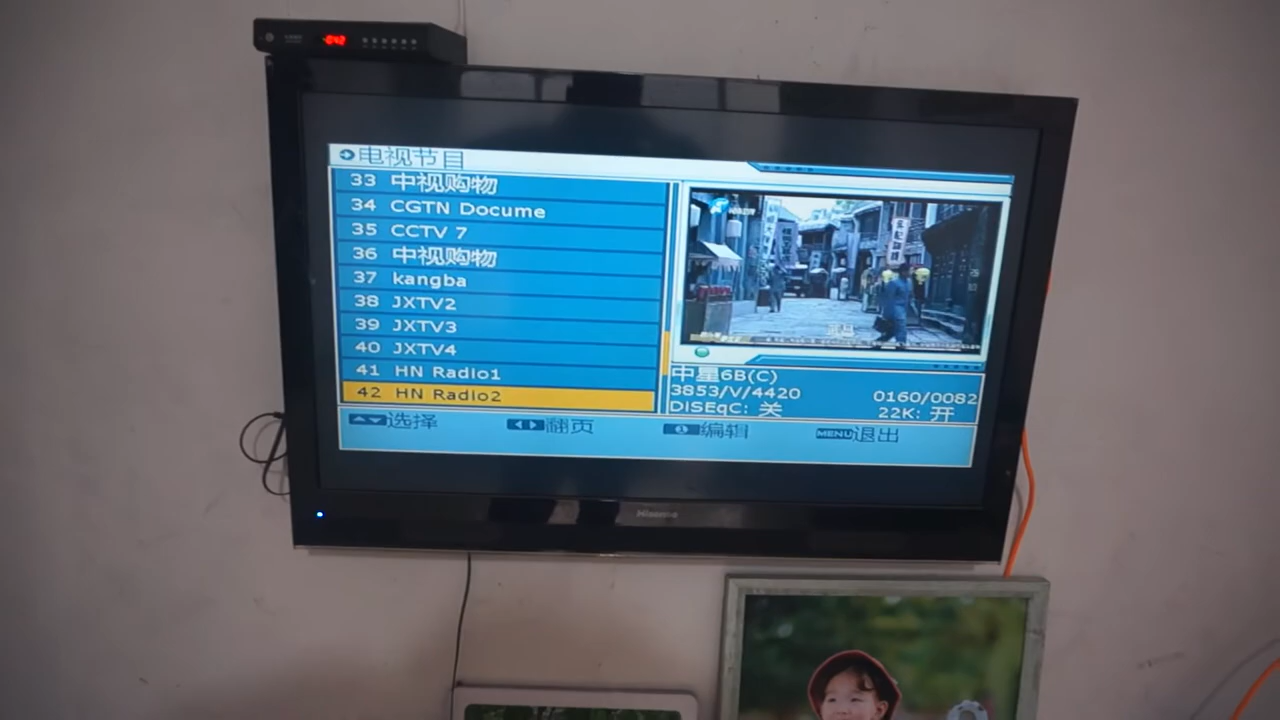 042
电视节目
33 中视购物
34 CGTN Docume
35 CCTV 7
36 中视购物
37 kangba
38 JXTV2
39 JXTV3
40 JXTV4
41 HN Radio1
42 HN Radio2
中星6B(C)
3853/V/4420 0160/0082
DiSEqC: 关 22K: 开
选择 翻页 编辑 MENU退出
Hisense